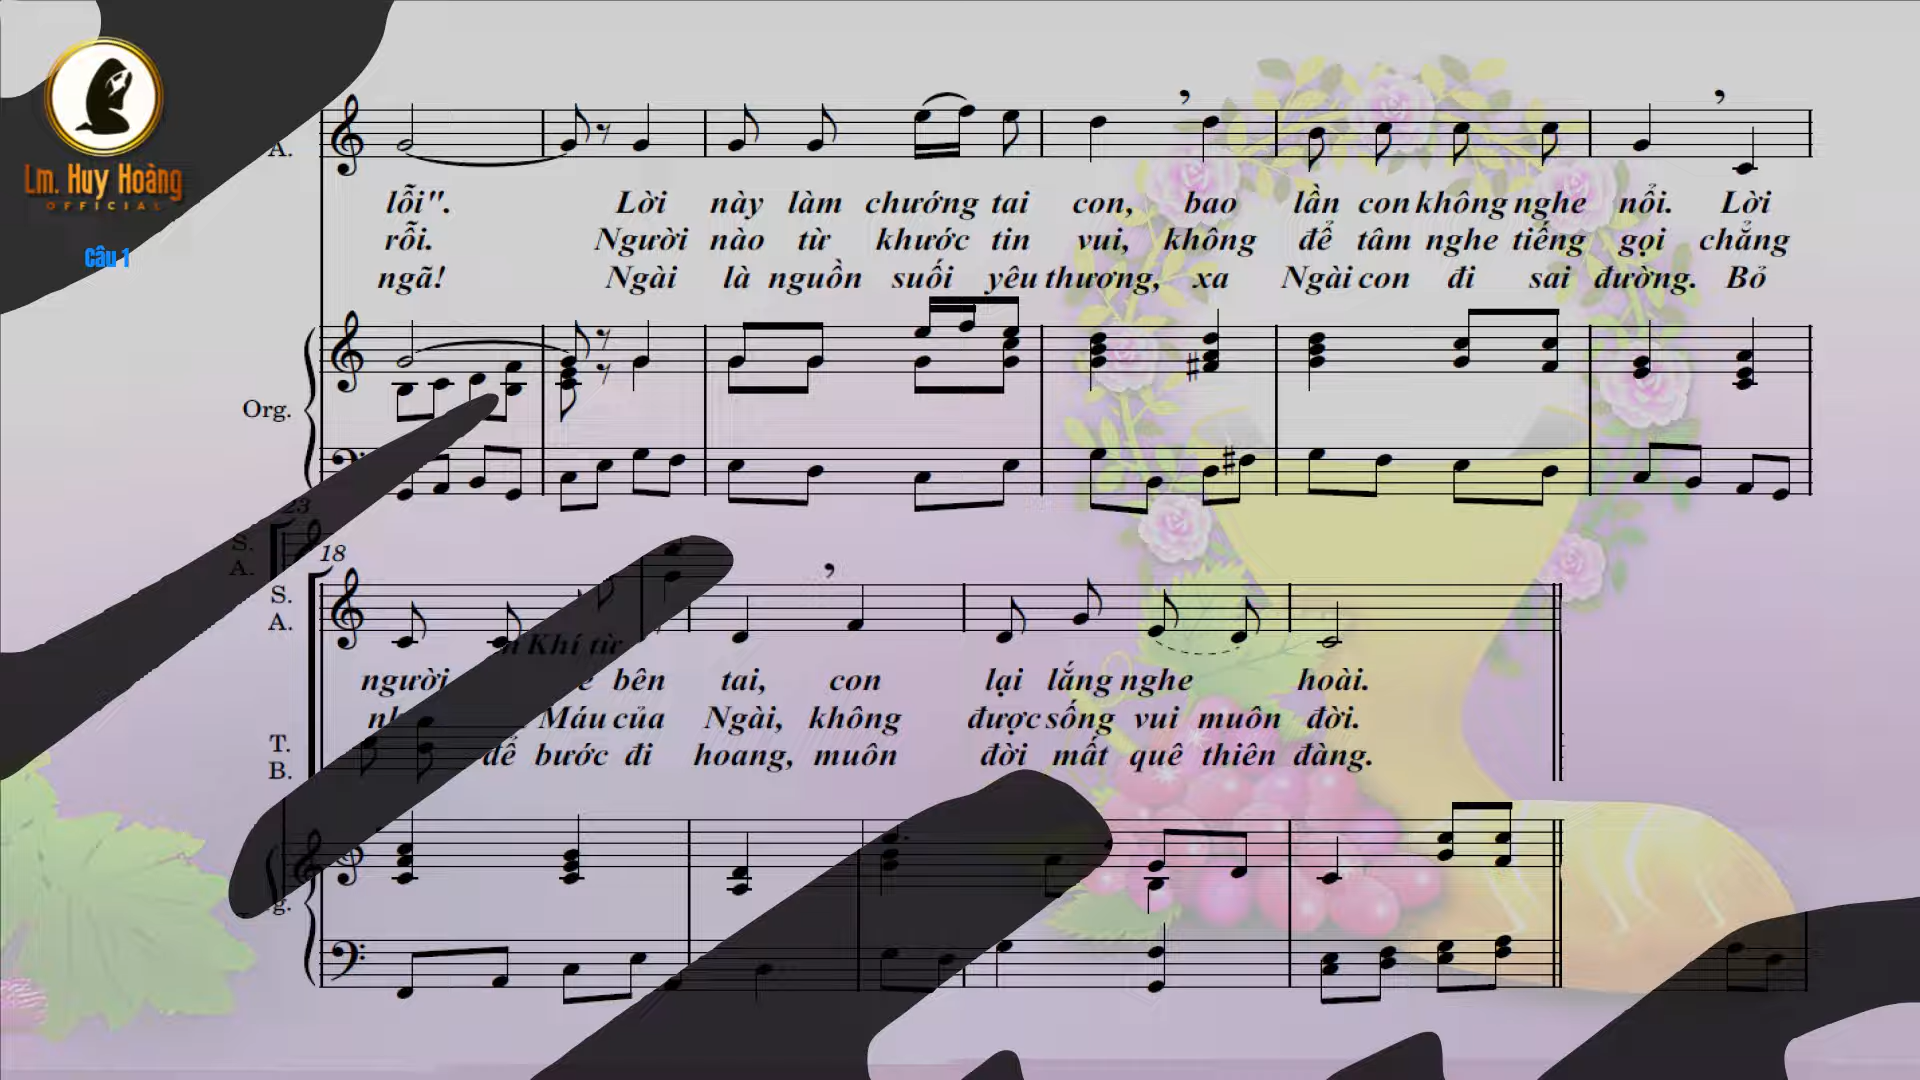 Lm. Huy Hoàng
OFFICIAL
Câu 1
A.
lỗi". Lời này làm chướng tai con, bao lần con không nghe nổi. Lời
rỗi. Người nào từ khước tin vui, không để tâm nghe tiếng gọi chẳng
ngã! Ngài là nguồn suối yêu thương, xa Ngài con đi sai đường. Bỏ
Org.
23
S.
A.
18
S.
A.
Khí từ
người bên tai, con lại lắng nghe hoài.
Máu của Ngài, không được sống vui muôn đời.
để bước đi hoang, muôn đời mất quê thiên đàng.
T.
B.